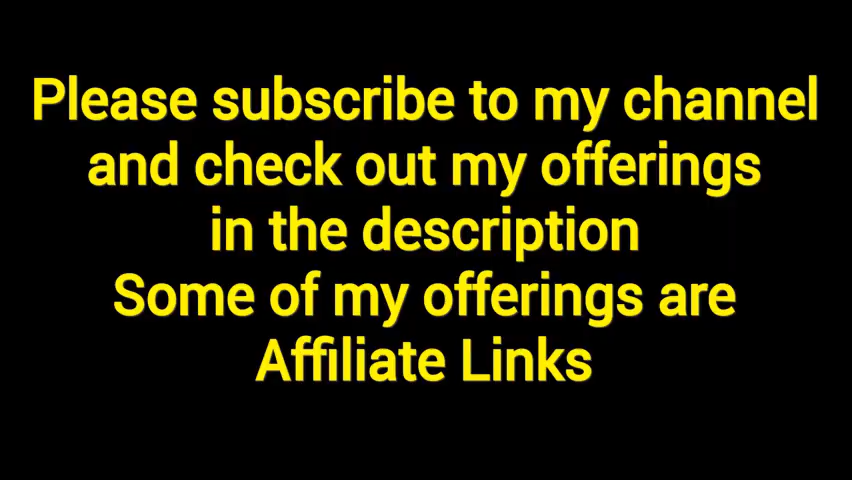 Please subscribe to my channel
and check out my offerings
in the description
Some of my offerings are
Affiliate Links